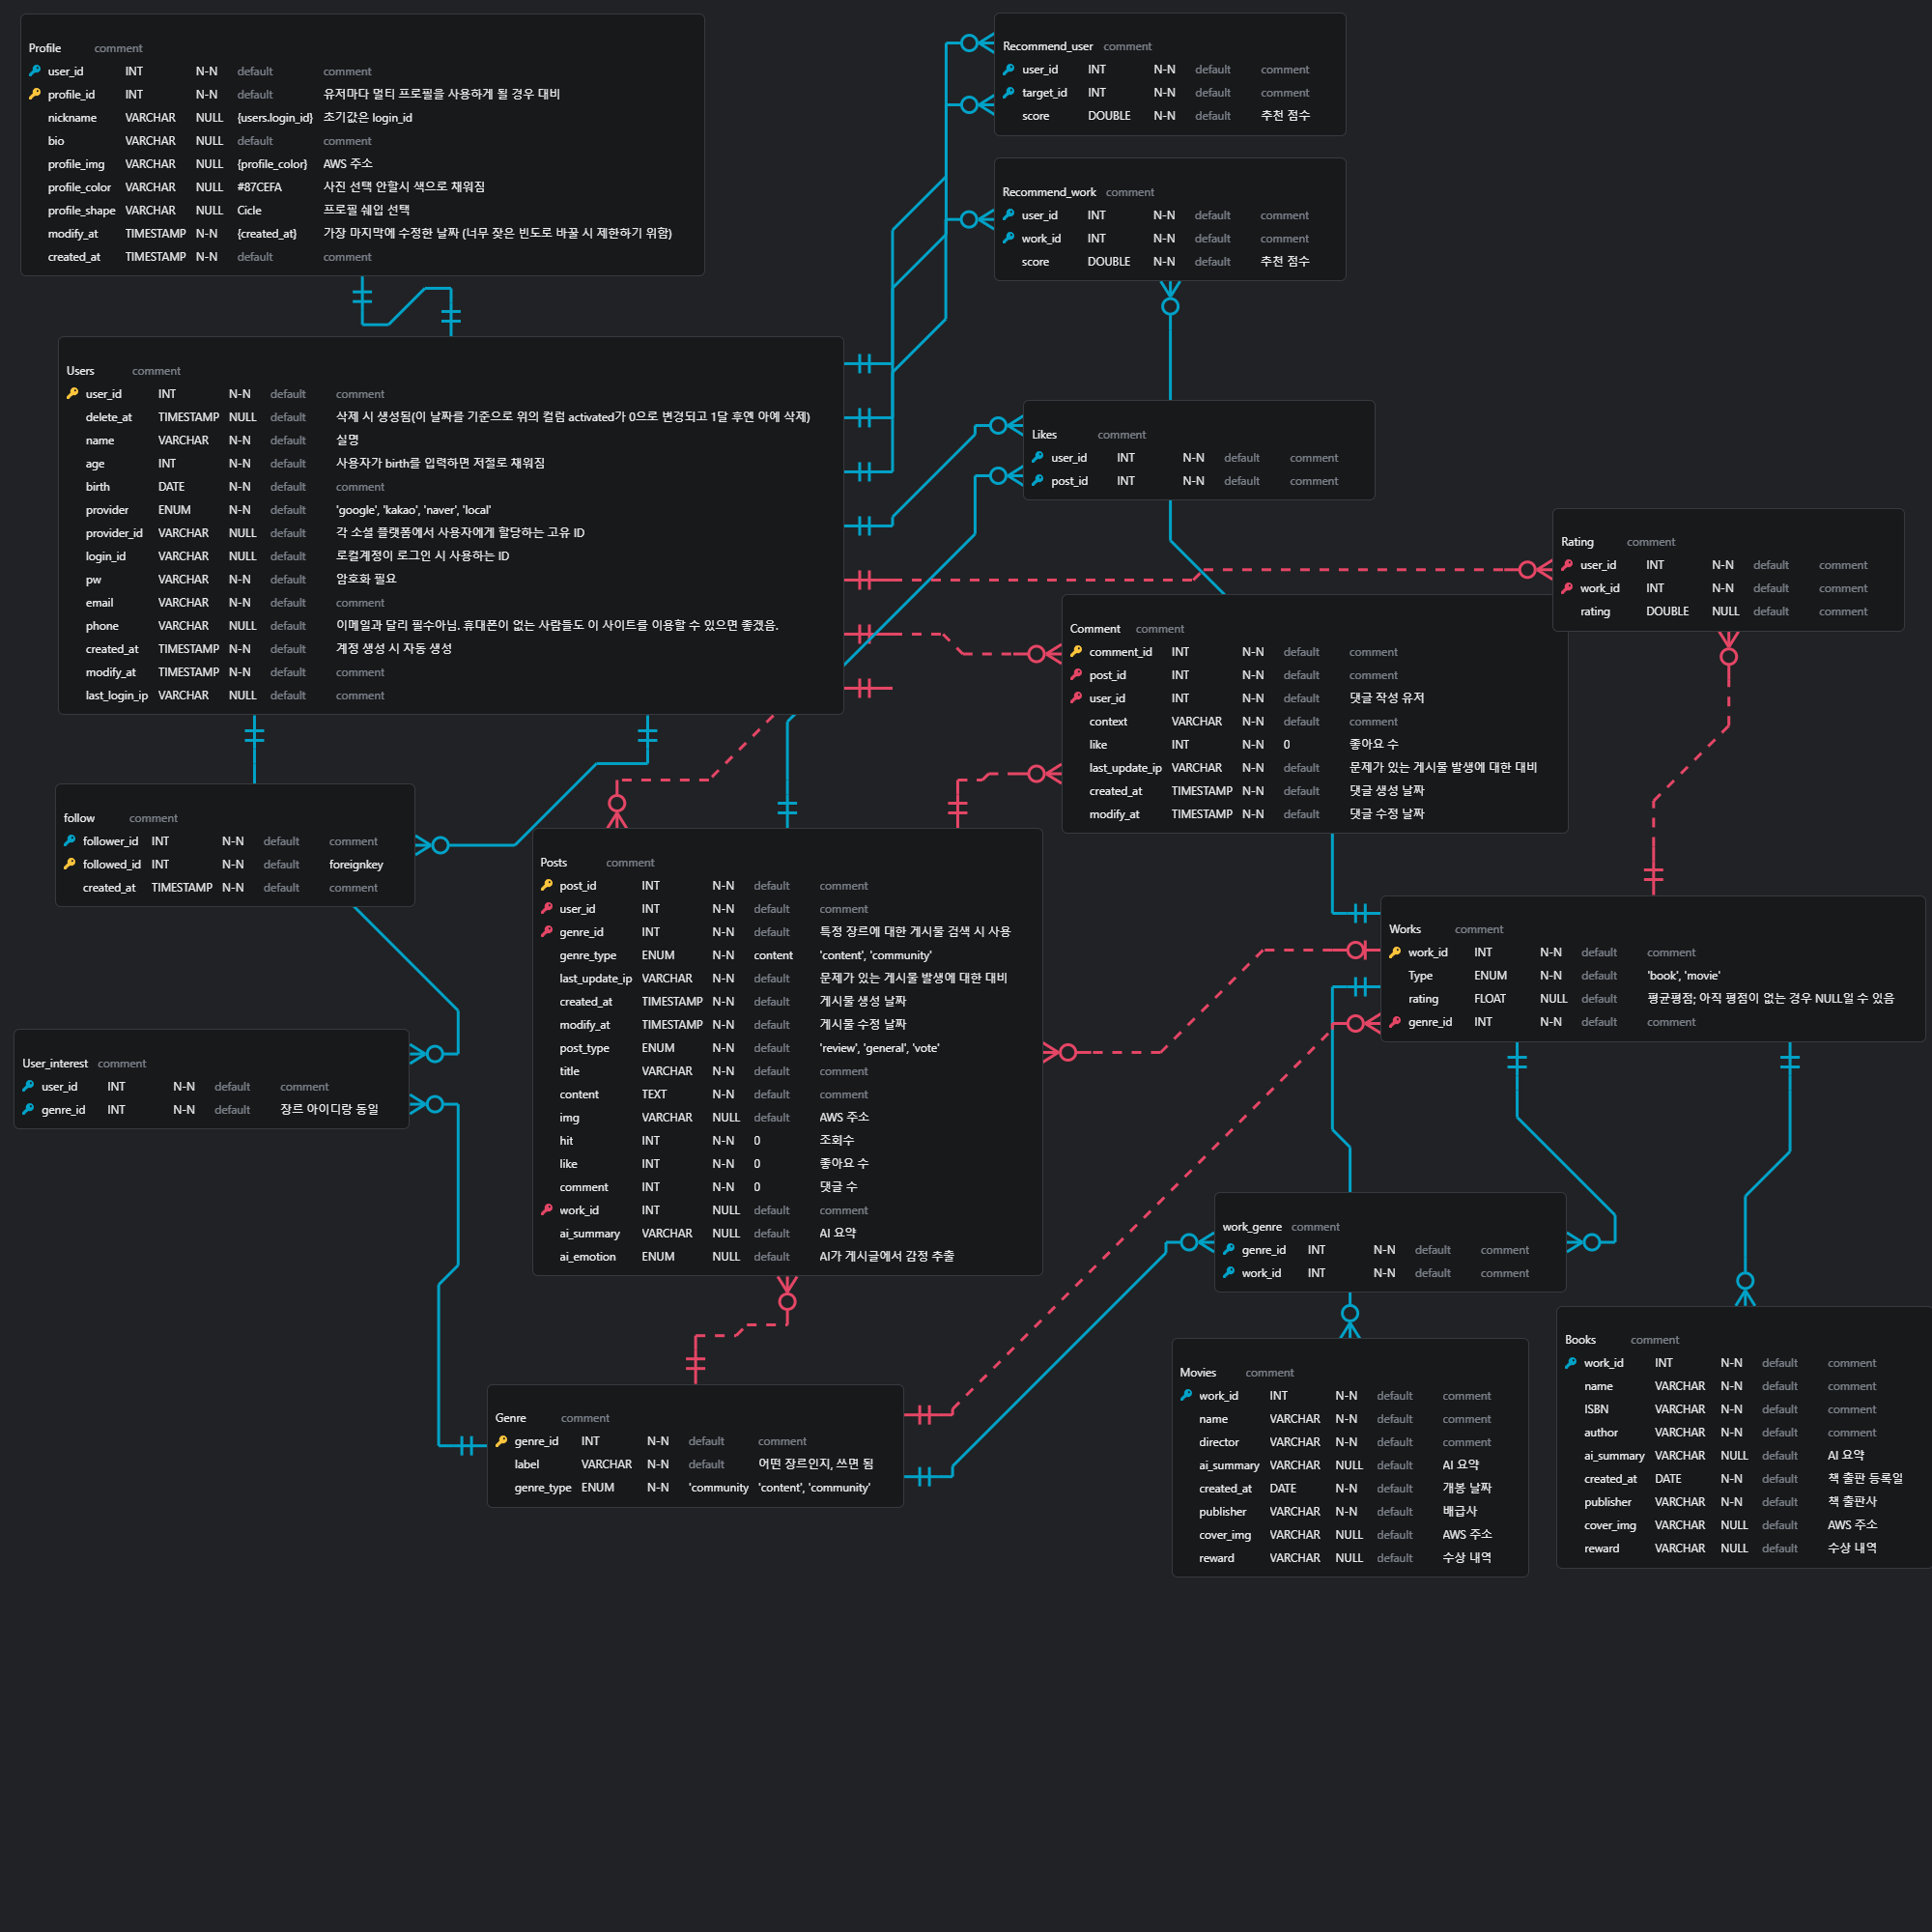 Profile comment
user_id INT N-N default comment
profile_id INT N-N default 유저마다 멀티 프로필을 사용하게 될 경우 대비
nickname VARCHAR NULL {users.login_id} 초기값은 login_id
bio VARCHAR NULL default comment
profile_img VARCHAR NULL {profile_color} AWS 주소
profile_color VARCHAR NULL #87CEFA 사진 선택 안할시 색으로 채워짐
profile_shape VARCHAR NULL Cicle 프로필 쉐입 선택
modify_at TIMESTAMP N-N {created_at} 가장 마지막에 수정한 날짜 (너무 잦은 빈도로 바꿀 시 제한하기 위함)
created_at TIMESTAMP N-N default comment
Recommend_user comment
user_id INT N-N default comment
target_id INT N-N default comment
score DOUBLE N-N default 추천 점수
Recommend_work comment
user_id INT N-N default comment
work_id INT N-N default comment
score DOUBLE N-N default 추천 점수
Users comment
user_id INT N-N default comment
delete_at TIMESTAMP NULL default 삭제 시 생성됨(이 날짜를 기준으로 위의 컬럼 activated가 0으로 변경되고 1달 후엔 아예 삭제)
name VARCHAR N-N default 실명
age INT N-N default 사용자가 birth를 입력하면 저절로 채워짐
birth DATE N-N default comment
provider ENUM N-N default 'google', 'kakao', 'naver', 'local'
provider_id VARCHAR NULL default 각 소셜 플랫폼에서 사용자에게 할당하는 고유 ID
login_id VARCHAR NULL default 로컬계정이 로그인 시 사용하는 ID
pw VARCHAR N-N default 암호화 필요
email VARCHAR N-N default comment
phone VARCHAR NULL default 이메일과 달리 필수아님. 휴대폰이 없는 사람들도 이 사이트를 이용할 수 있으면 좋겠음.
created_at TIMESTAMP N-N default 계정 생성 시 자동 생성
modify_at TIMESTAMP N-N default comment
last_login_ip VARCHAR NULL default comment
Likes comment
user_id INT N-N default comment
post_id INT N-N default comment
Rating comment
user_id INT N-N default comment
work_id INT N-N default comment
rating DOUBLE NULL default comment
Comment comment
comment_id INT N-N default comment
post_id INT N-N default comment
user_id INT N-N default 댓글 작성 유저
context VARCHAR N-N default comment
like INT N-N 0 좋아요 수
last_update_ip VARCHAR N-N default 문제가 있는 게시물 발생에 대한 대비
created_at TIMESTAMP N-N default 댓글 생성 날짜
modify_at TIMESTAMP N-N default 댓글 수정 날짜
follow comment
follower_id INT N-N default comment
followed_id INT N-N default foreignkey
created_at TIMESTAMP N-N default comment
Posts comment
post_id INT N-N default comment
user_id INT N-N default comment
genre_id INT N-N default 특정 장르에 대한 게시물 검색 시 사용
genre_type ENUM N-N content 'content', 'community'
last_update_ip VARCHAR N-N default 문제가 있는 게시물 발생에 대한 대비
created_at TIMESTAMP N-N default 게시물 생성 날짜
modify_at TIMESTAMP N-N default 게시물 수정 날짜
post_type ENUM N-N default 'review', 'general', 'vote'
title VARCHAR N-N default comment
content TEXT N-N default comment
img VARCHAR NULL default AWS 주소
hit INT N-N 0 조회수
like INT N-N 0 좋아요 수
comment INT N-N 0 댓글 수
work_id INT NULL default comment
ai_summary VARCHAR NULL default AI 요약
ai_emotion ENUM NULL default AI가 게시글에서 감정 추출
Works comment
work_id INT N-N default comment
Type ENUM N-N default 'book', 'movie'
rating FLOAT NULL default 평균평점; 아직 평점이 없는 경우 NULL일 수 있음
genre_id INT N-N default comment
User_interest comment
user_id INT N-N default comment
genre_id INT N-N default 장르 아이디랑 동일
work_genre comment
genre_id INT N-N default comment
work_id INT N-N default comment
Genre comment
genre_id INT N-N default comment
label VARCHAR N-N default 어떤 장르인지, 쓰면 됨
genre_type ENUM N-N 'community 'content', 'community'
Movies comment
work_id INT N-N default comment
name VARCHAR N-N default comment
director VARCHAR N-N default comment
ai_summary VARCHAR NULL default AI 요약
created_at DATE N-N default 개봉 날짜
publisher VARCHAR N-N default 배급사
cover_img VARCHAR NULL default AWS 주소
reward VARCHAR NULL default 수상 내역
Books comment
work_id INT N-N default comment
name VARCHAR N-N default comment
ISBN VARCHAR N-N default comment
author VARCHAR N-N default comment
ai_summary VARCHAR NULL default AI 요약
created_at DATE N-N default 책 출판 등록일
publisher VARCHAR N-N default 책 출판사
cover_img VARCHAR NULL default AWS 주소
reward VARCHAR NULL default 수상 내역